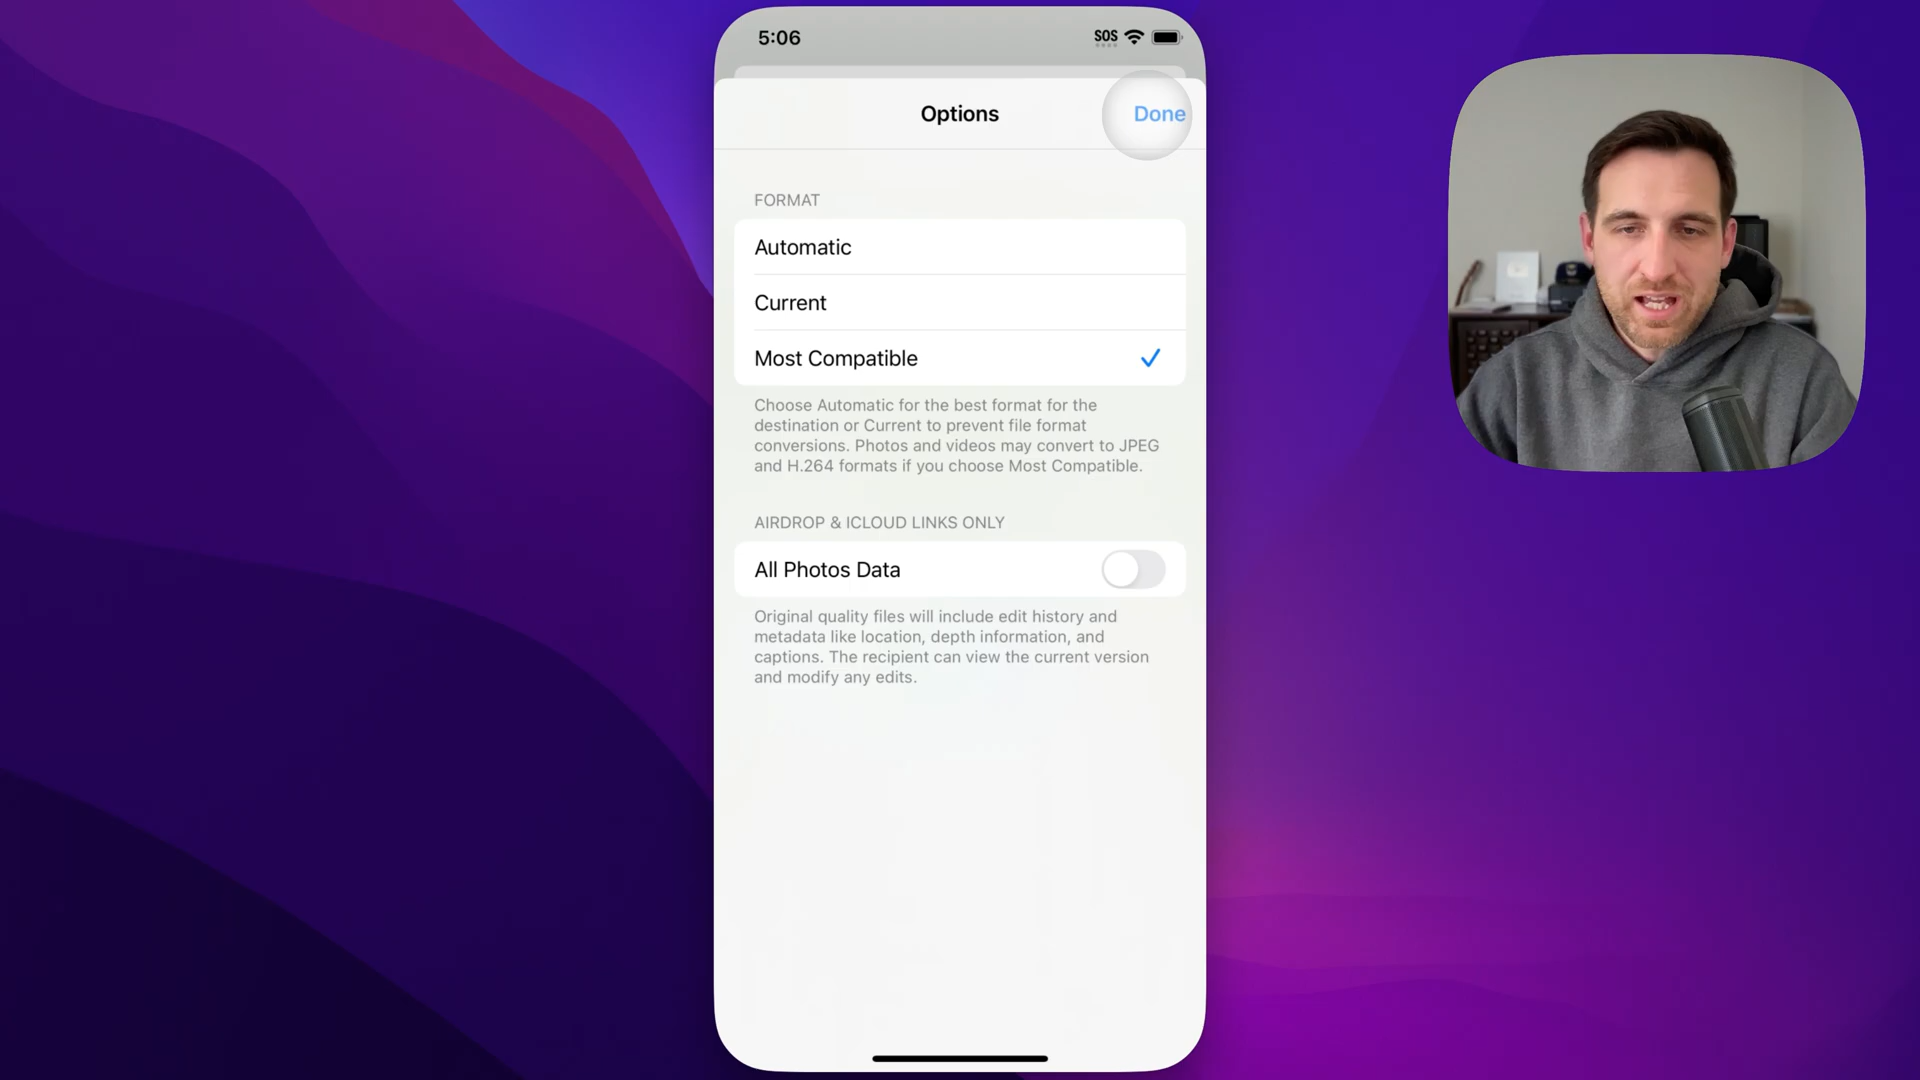 5:06
SOS
Options
Done
FORMAT
Automatic
Current
Most Compatible
Choose Automatic for the best format for the
destination or Current to prevent file format
conversions. Photos and videos may convert to JPEG
and H.264 formats if you choose Most Compatible.
AIRDROP & ICLOUD LINKS ONLY
All Photos Data
Original quality files will include edit history and
metadata like location, depth information, and
captions. The recipient can view the current version
and modify any edits.